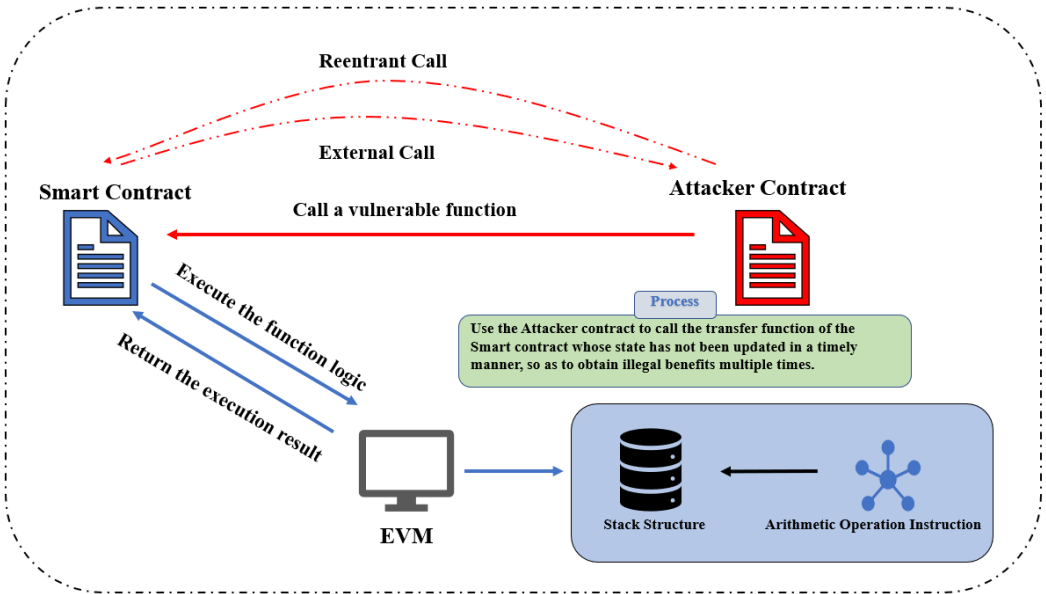 Reentrant Call
External Call
Smart Contract
Attacker Contract
Call a vulnerable function
Execute the function logic
Return the execution result
Process
Use the Attacker contract to call the transfer function of the
Smart contract whose state has not been updated in a timely
manner, so as to obtain illegal benefits multiple times.
EVM
Stack Structure
Arithmetic Operation Instruction